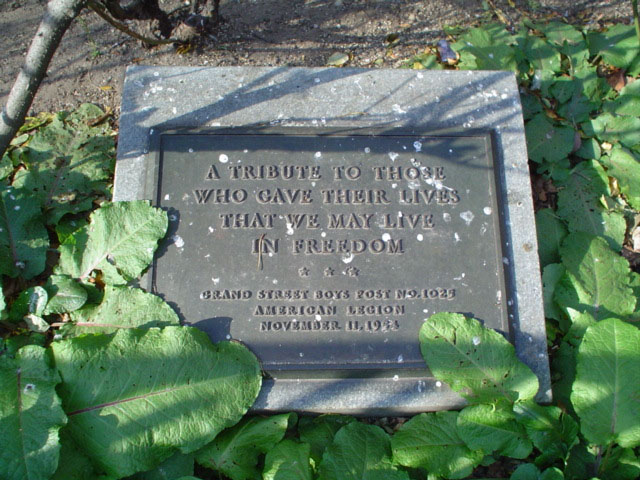 A TRIBUTE TO THOSE
WHO GAVE THEIR LIVES
THAT WE MAY LIVE
IN FREEDOM
★ ★ ★
GRAND STREET BOYS POST NO. 1025
AMERICAN LEGION
NOVEMBER 11,